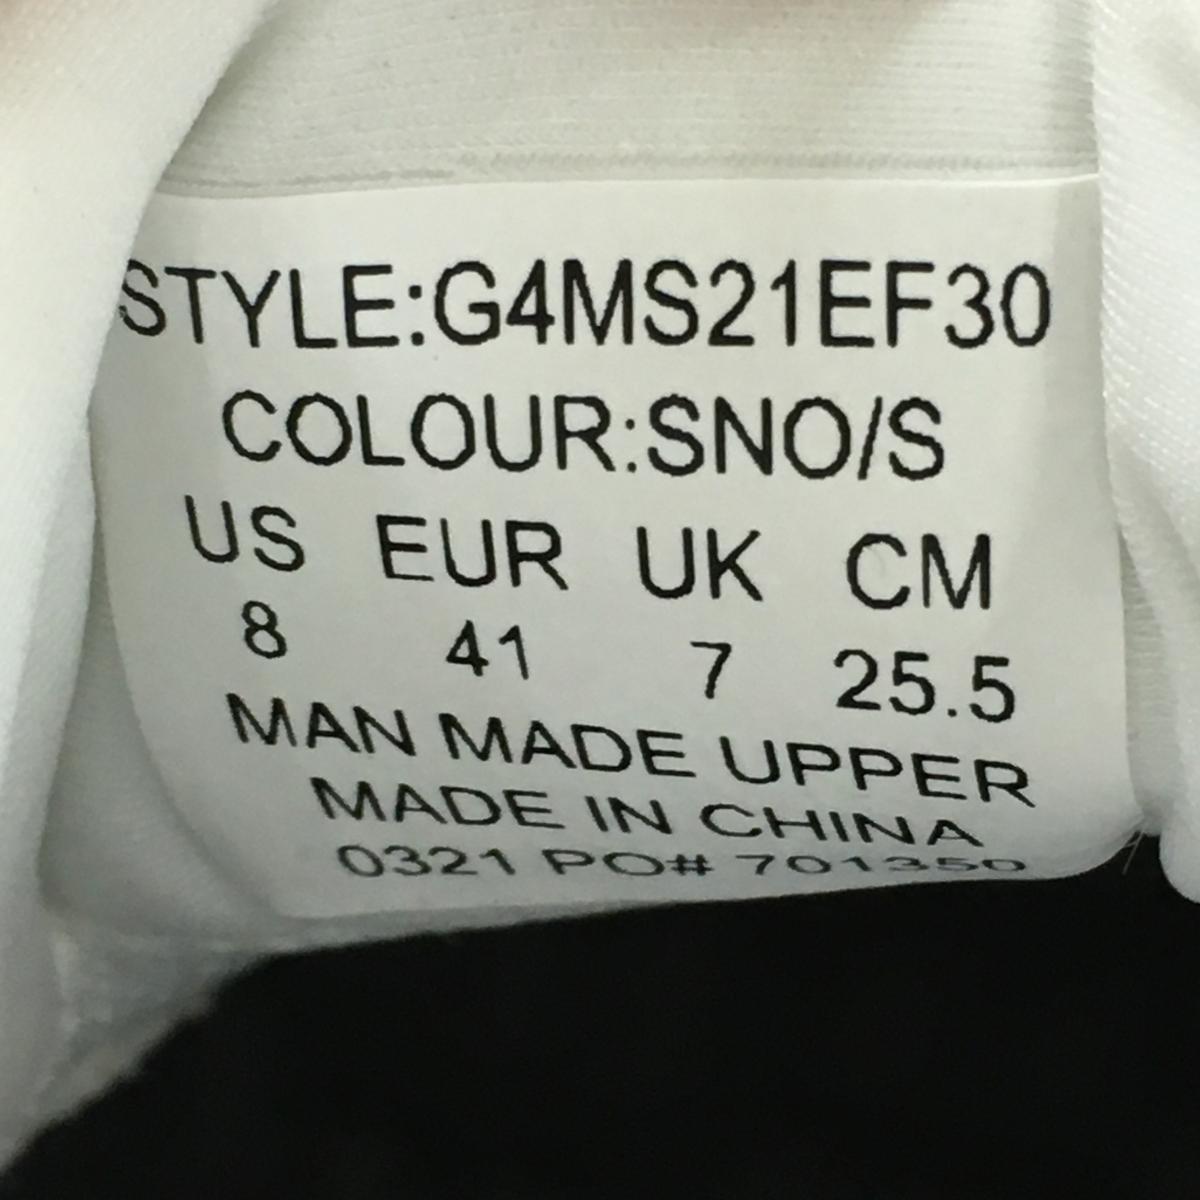 STYLE:G4MS21EF30
COLOUR:SNO/S
US EUR UK CM
8 41 7 25.5
MAN MADE UPPER
MADE IN CHINA
0321 PO# 701350